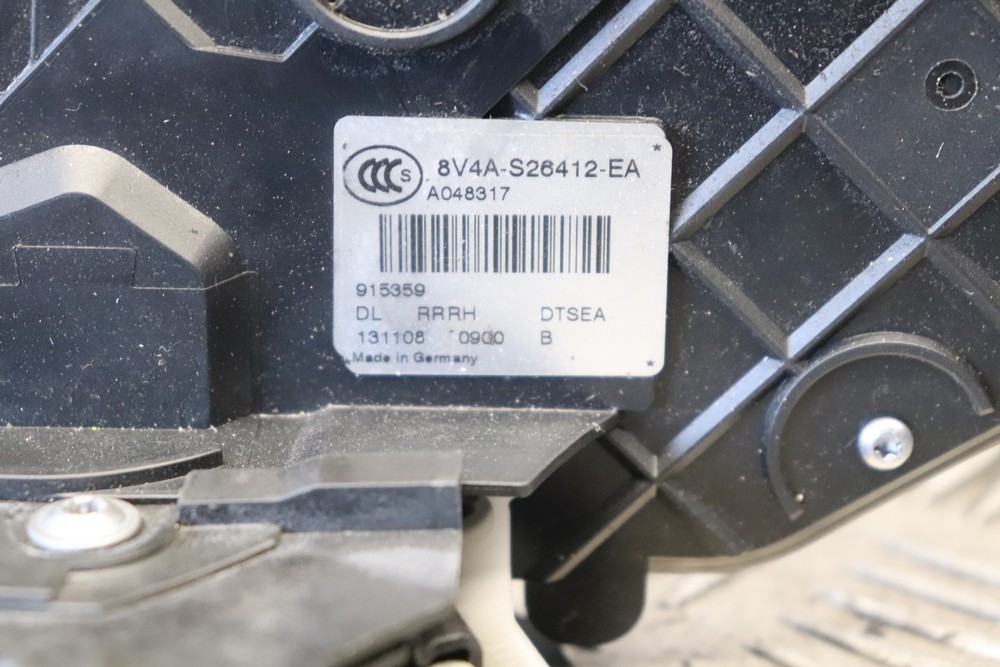 CCC S 8V4A-S26412-EA
A048317
915359
DL RRRH DTSEA
131108 0900 B
Made in Germany